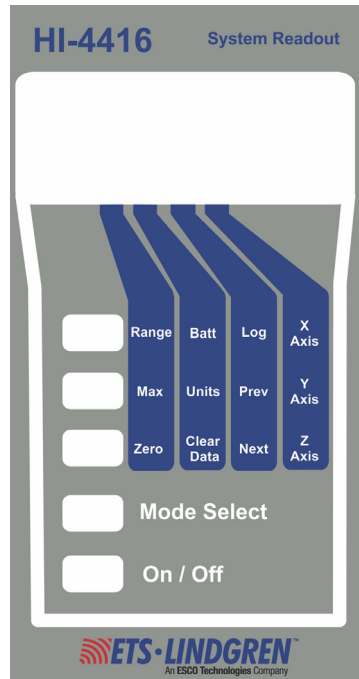 HI-4416 System Readout
Range Batt Log X Axis
Max Units Prev Y Axis
Zero Clear Data Next Z Axis
Mode Select
On / Off
ETS·LINDGREN™
An ESCO Technologies Company